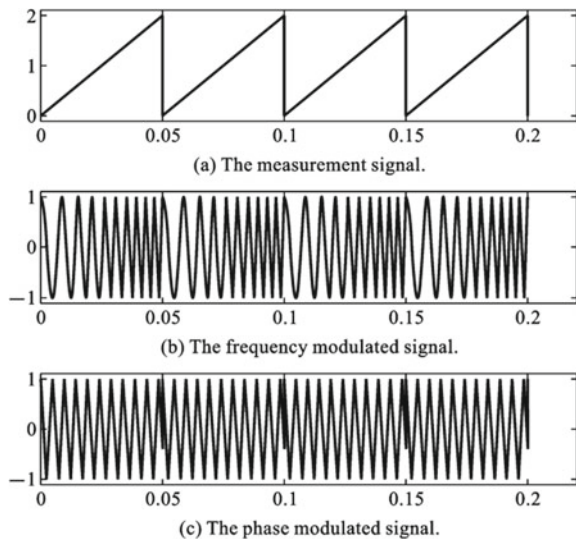 2
1
0
0 0.05 0.1 0.15 0.2
(a) The measurement signal.
1
0
−1
0 0.05 0.1 0.15 0.2
(b) The frequency modulated signal.
1
0
−1
0 0.05 0.1 0.15 0.2
(c) The phase modulated signal.